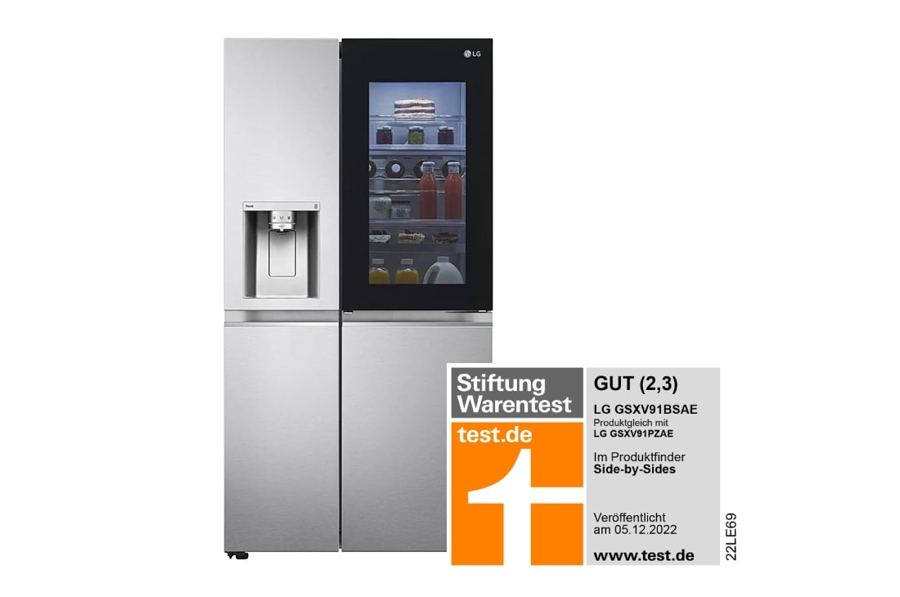 LG
Stiftung
Warentest
test.de
GUT (2,3)
LG GSXV91BSAE
Produktgleich mit
LG GSXV91PZAE
Im Produktfinder
Side-by-Sides
Veröffentlicht
am 05.12.2022
www.test.de
22LE69